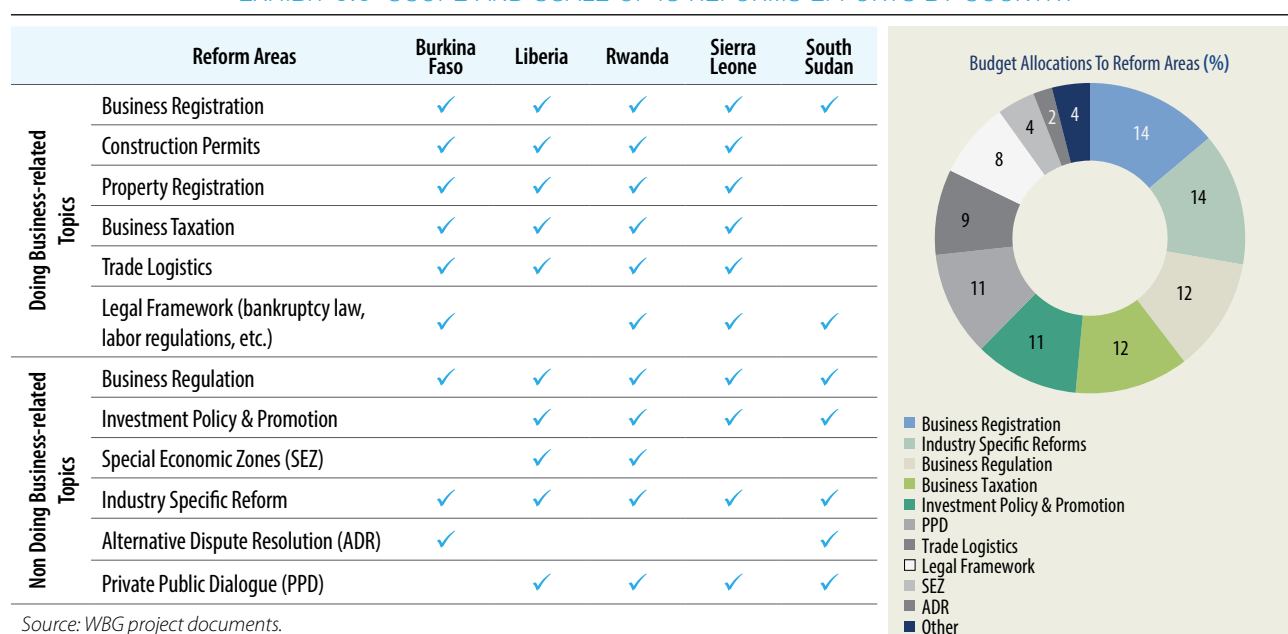 Reform Areas Burkina Faso Liberia Rwanda Sierra Leone South Sudan
Doing Business-related Topics
Business Registration ✓ ✓ ✓ ✓ ✓
Construction Permits ✓ ✓ ✓ ✓
Property Registration ✓ ✓ ✓ ✓
Business Taxation ✓ ✓ ✓ ✓
Trade Logistics ✓ ✓ ✓ ✓
Legal Framework (bankruptcy law,
labor regulations, etc.) ✓ ✓ ✓ ✓
Non Doing Business-related Topics
Business Regulation ✓ ✓ ✓ ✓ ✓
Investment Policy & Promotion ✓ ✓ ✓ ✓
Special Economic Zones (SEZ) ✓ ✓
Industry Specific Reform ✓ ✓ ✓ ✓ ✓
Alternative Dispute Resolution (ADR) ✓ ✓
Private Public Dialogue (PPD) ✓ ✓ ✓ ✓
Source: WBG project documents.
Budget Allocations To Reform Areas (%)
14
14
12
12
11
11
9
8
4
2
4
Business Registration
Industry Specific Reforms
Business Regulation
Business Taxation
Investment Policy & Promotion
PPD
Trade Logistics
Legal Framework
SEZ
ADR
Other